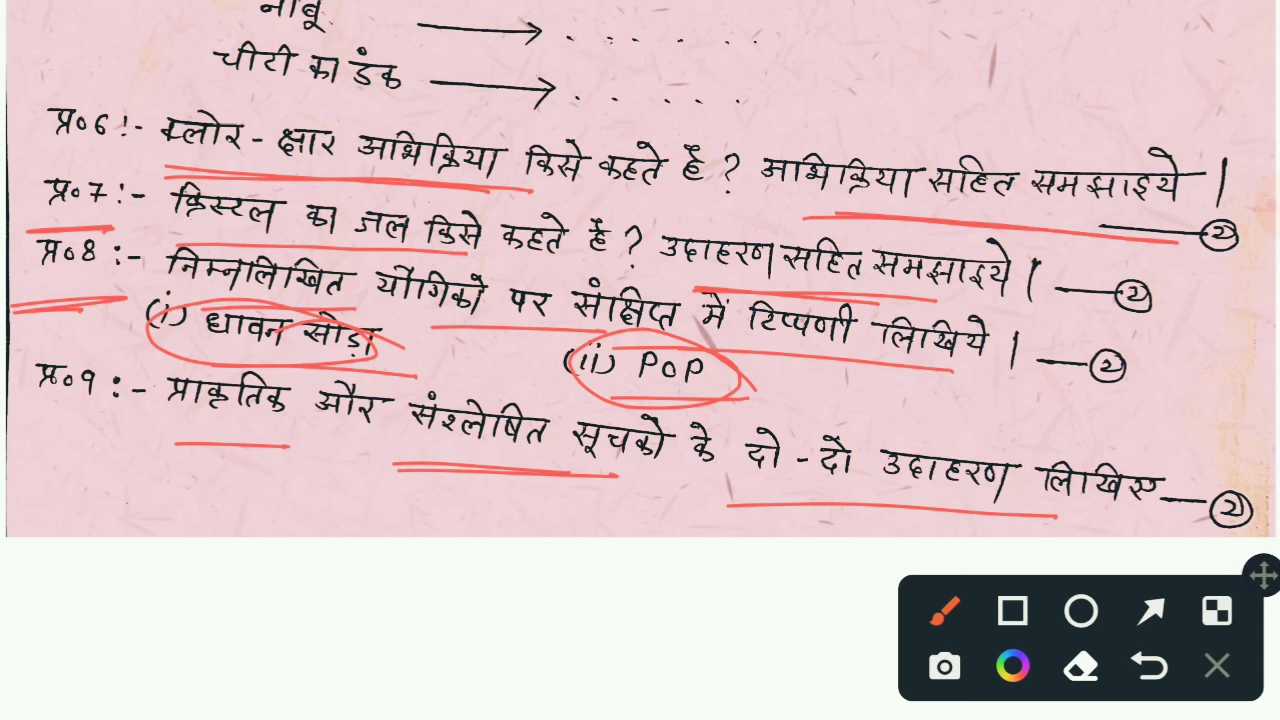 नीबू → . . . . .
चीटी का डंक → . . . . .
प्र०6:- क्लोर - क्षार अभिक्रिया किसे कहते है ? अभिक्रिया सहित समझाइये । — ②
प्र०7:- क्रिस्टल का जल किसे कहते है ? उदाहरण सहित समझाइये । — ②
प्र०8:- निम्नलिखित यौगिको पर संक्षिप्त में टिप्पणी लिखिये । — ②
(i) धावन सोड़ा (ii) POP
प्र०9:- प्राकृतिक और संश्लेषित सूचको के दो - दो उदाहरण लिखिए — ②